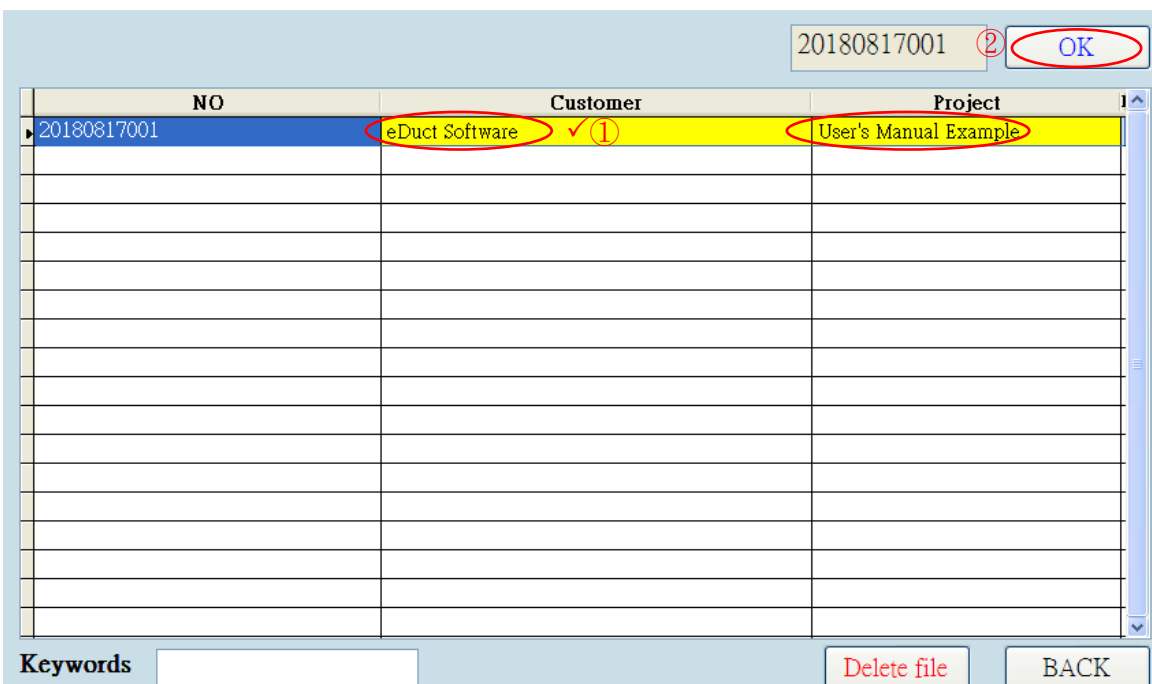 20180817001 ② OK
NO Customer Project
20180817001 eDuct Software ✓① User's Manual Example
Keywords Delete file BACK